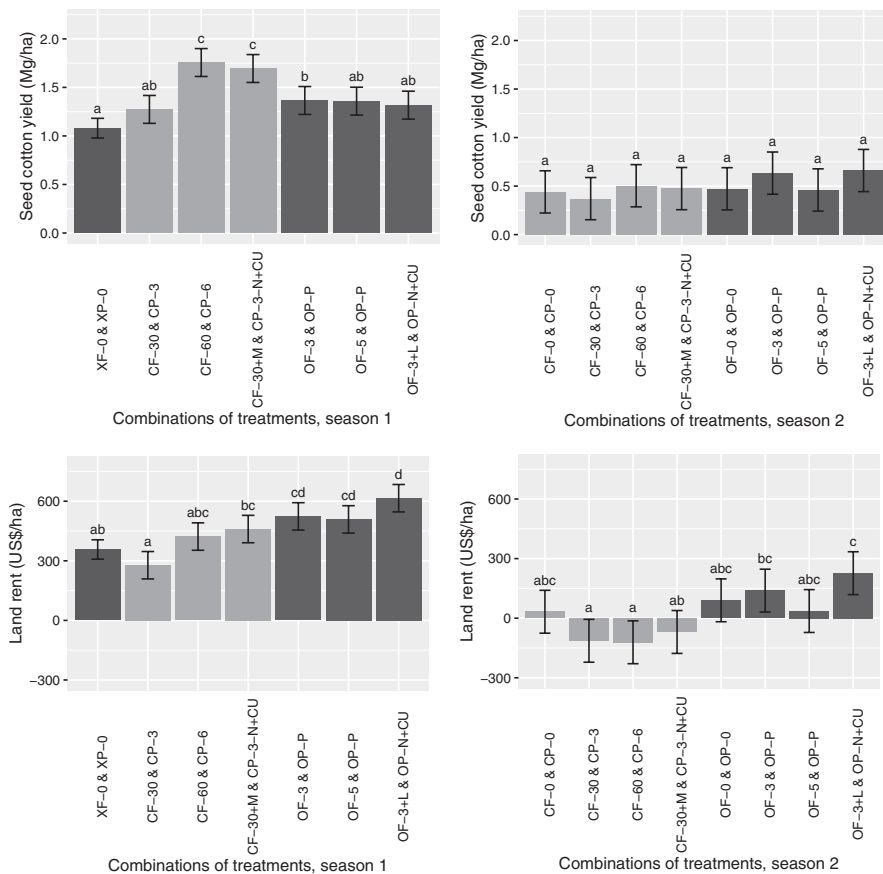 Seed cotton yield (Mg/ha)
2.0
1.5
1.0
0.5
0.0
a
ab
c
c
b
ab
ab
XF−0 & XP−0
CF−30 & CP−3
CF−60 & CP−6
CF−30+M & CP−3−N+CU
OF−3 & OP−P
OF−5 & OP−P
OF−3+L & OP−N+CU
Combinations of treatments, season 1
Seed cotton yield (Mg/ha)
2.0
1.5
1.0
0.5
0.0
a
a
a
a
a
a
a
a
CF−0 & CP−0
CF−30 & CP−3
CF−60 & CP−6
CF−30+M & CP−3−N+CU
OF−0 & OP−0
OF−3 & OP−P
OF−5 & OP−P
OF−3+L & OP−N+CU
Combinations of treatments, season 2
Land rent (US$/ha)
600
300
0
−300
ab
a
abc
bc
cd
cd
d
XF−0 & XP−0
CF−30 & CP−3
CF−60 & CP−6
CF−30+M & CP−3−N+CU
OF−3 & OP−P
OF−5 & OP−P
OF−3+L & OP−N+CU
Combinations of treatments, season 1
Land rent (US$/ha)
600
300
0
−300
abc
a
a
ab
abc
bc
abc
c
CF−0 & CP−0
CF−30 & CP−3
CF−60 & CP−6
CF−30+M & CP−3−N+CU
OF−0 & OP−0
OF−3 & OP−P
OF−5 & OP−P
OF−3+L & OP−N+CU
Combinations of treatments, season 2